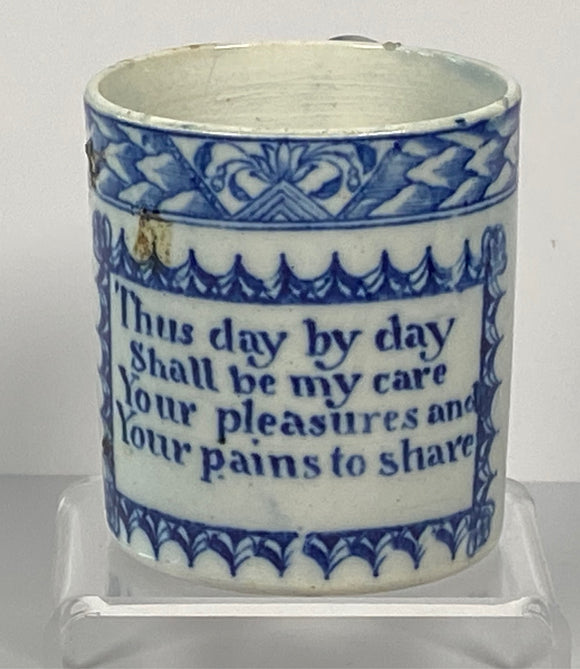 Thus day by day
Shall be my care
Your pleasures and
Your pains to share